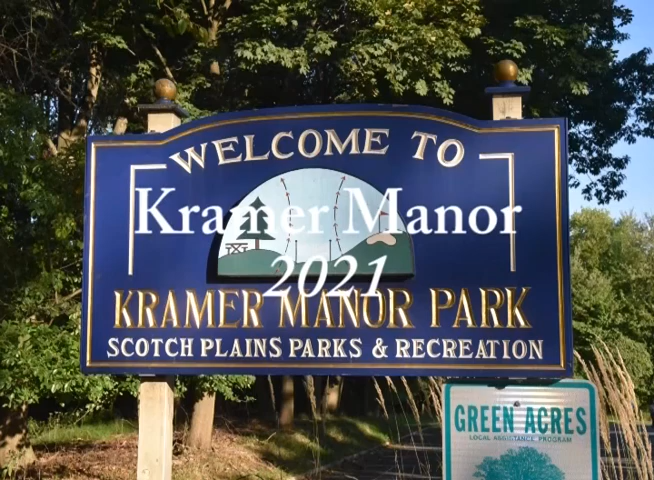 WELCOME TO
Kramer Manor
2021
KRAMER MANOR PARK
SCOTCH PLAINS PARKS & RECREATION
GREEN ACRES
LOCAL ASSISTANCE PROGRAM